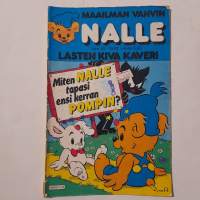 MAAILMAN VAHVIN
NALLE
LASTEN KIVA KAVERI
Miten NALLE
tapasi
ensi kerran
POMPIN?